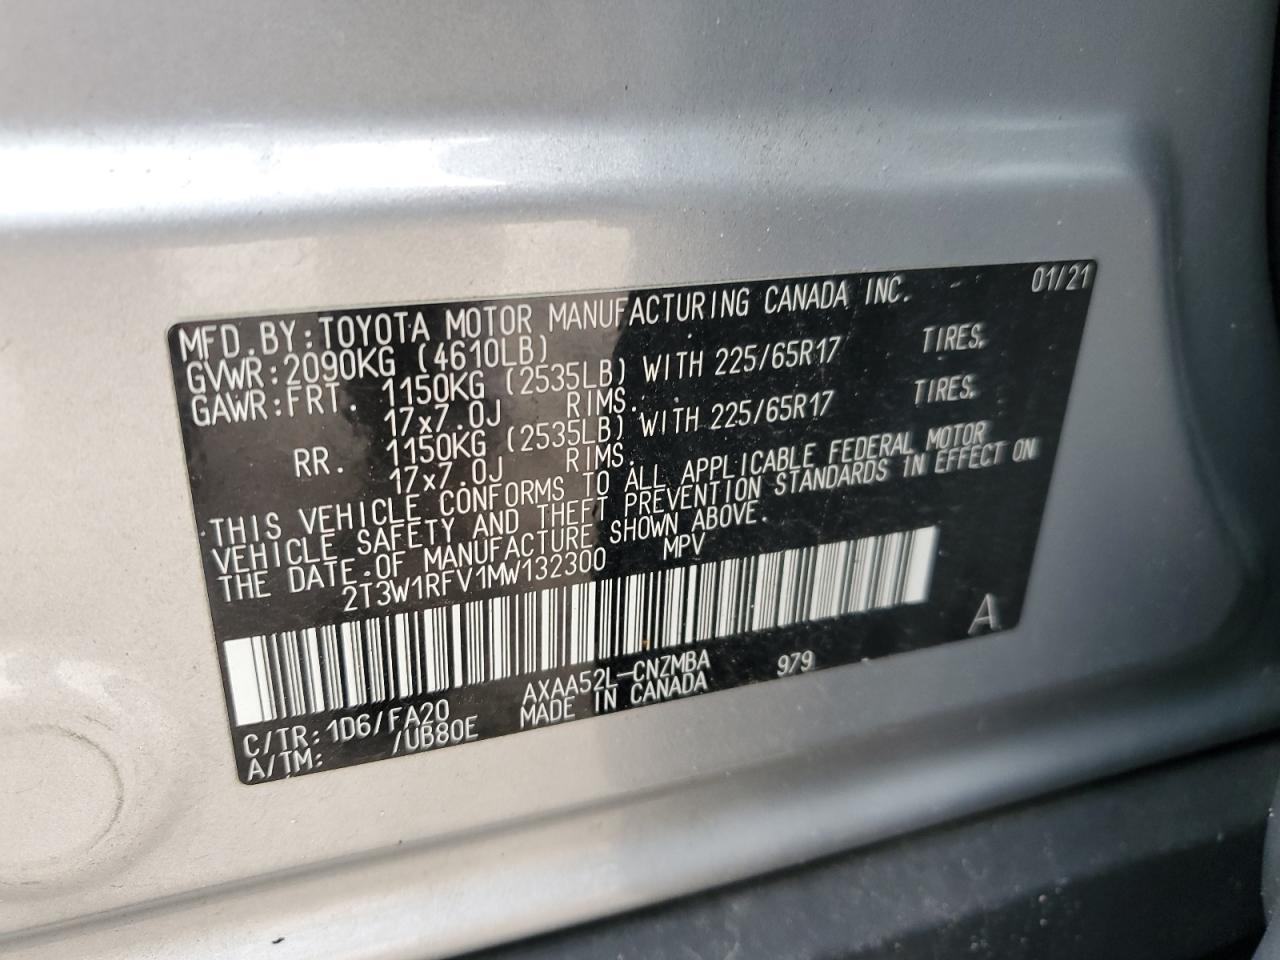 MFD. BY: TOYOTA MOTOR MANUFACTURING CANADA INC. 01/21
GVWR: 2090KG (4610LB)
GAWR: FRT. 1150KG (2535LB) WITH 225/65R17 TIRES,
17x7.0J RIMS.
RR. 1150KG (2535LB) WITH 225/65R17 TIRES,
17x7.0J RIMS.
THIS VEHICLE CONFORMS TO ALL APPLICABLE FEDERAL MOTOR
VEHICLE SAFETY AND THEFT PREVENTION STANDARDS IN EFFECT ON
THE DATE OF MANUFACTURE SHOWN ABOVE.
2T3W1RFV1MW132300 MPV
A
C/TR: 1D6/FA20 AXAA52L-CNZMBA 979
A/TM: /UB80E MADE IN CANADA